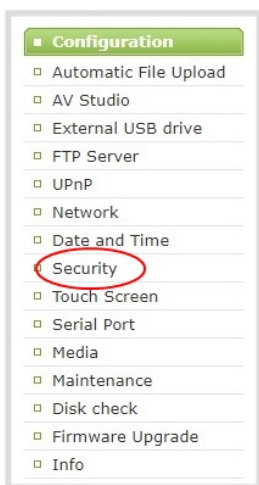 Configuration
Automatic File Upload
AV Studio
External USB drive
FTP Server
UPnP
Network
Date and Time
Security
Touch Screen
Serial Port
Media
Maintenance
Disk check
Firmware Upgrade
Info